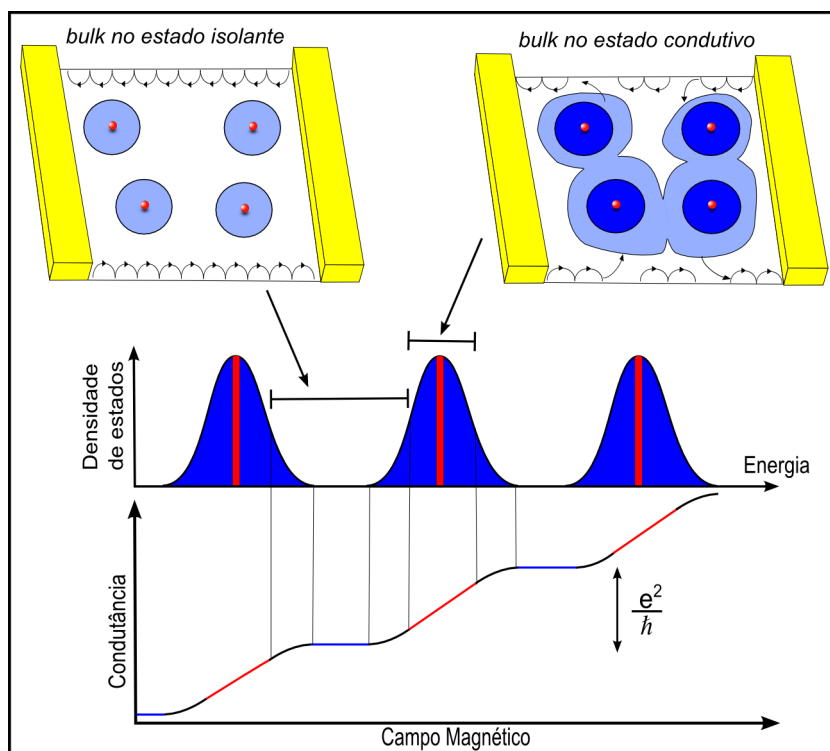 bulk no estado isolante
bulk no estado condutivo
Densidade
de estados
Energia
Condutância
e²
ℏ
Campo Magnético